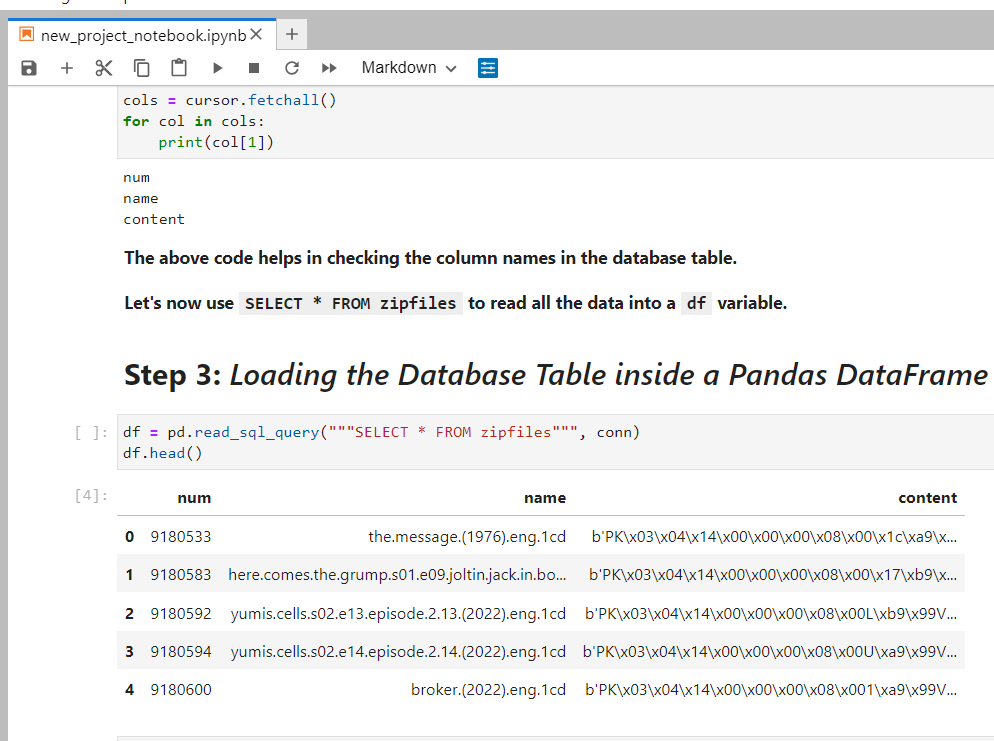 new_project_notebook.ipynb
Markdown
cols = cursor.fetchall()
for col in cols:
    print(col[1])
num
name
content
The above code helps in checking the column names in the database table.
Let's now use SELECT * FROM zipfiles to read all the data into a df variable.
Step 3: Loading the Database Table inside a Pandas DataFrame
[ ]: df = pd.read_sql_query("""SELECT * FROM zipfiles""", conn)
df.head()
[4]: num name content
0 9180533 the.message.(1976).eng.1cd b'PK\x03\x04\x14\x00\x00\x00\x08\x00\x1c\xa9\x...
1 9180583 here.comes.the.grump.s01.e09.joltin.jack.in.bo... b'PK\x03\x04\x14\x00\x00\x00\x08\x00\x17\xb9\x...
2 9180592 yumis.cells.s02.e13.episode.2.13.(2022).eng.1cd b'PK\x03\x04\x14\x00\x00\x00\x08\x00L\xb9\x99V...
3 9180594 yumis.cells.s02.e14.episode.2.14.(2022).eng.1cd b'PK\x03\x04\x14\x00\x00\x00\x08\x00U\xa9\x99V...
4 9180600 broker.(2022).eng.1cd b'PK\x03\x04\x14\x00\x00\x00\x08\x001\xa9\x99V...